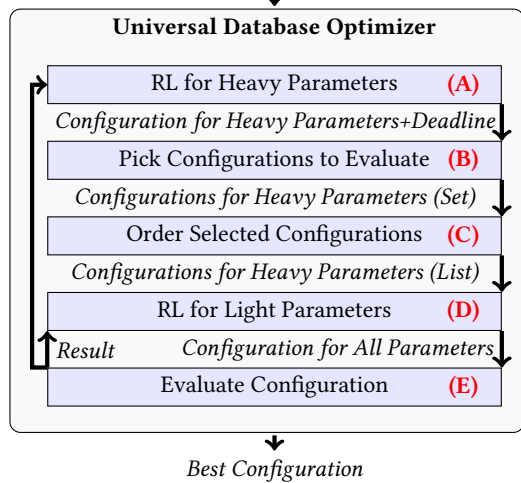 Universal Database Optimizer
RL for Heavy Parameters (A)
Configuration for Heavy Parameters+Deadline
Pick Configurations to Evaluate (B)
Configurations for Heavy Parameters (Set)
Order Selected Configurations (C)
Configurations for Heavy Parameters (List)
RL for Light Parameters (D)
Result Configuration for All Parameters
Evaluate Configuration (E)
Best Configuration